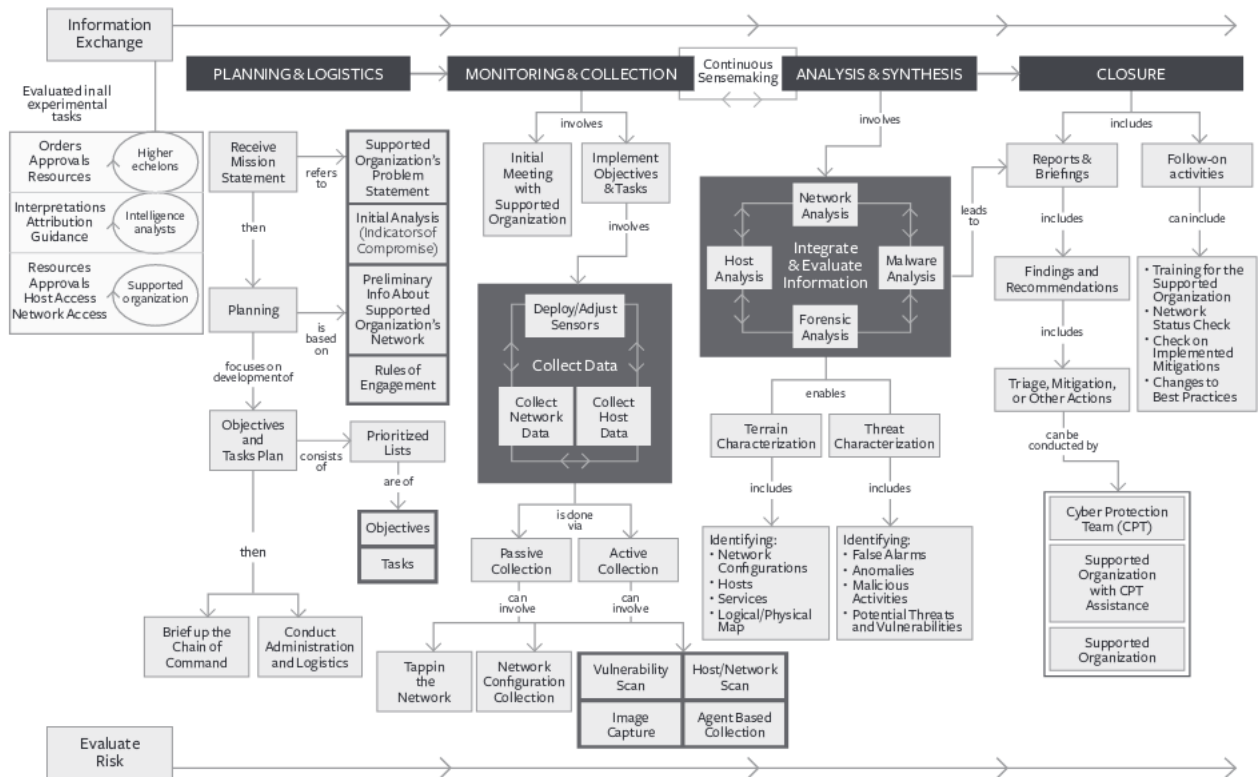 Information
Exchange
PLANNING & LOGISTICS
MONITORING & COLLECTION
Continuous
Sensemaking
ANALYSIS & SYNTHESIS
CLOSURE
Evaluated in all
experimental
tasks
Orders
Approvals
Resources
Higher
echelons
Interpretations
Attribution
Guidance
Intelligence
analysts
Resources
Approvals
Host Access
Network Access
Supported
organization
Receive
Mission
Statement
refers
to
then
Planning
is
based
on
focuses on
development of
Objectives
and
Tasks Plan
consists
of
then
Brief up the
Chain of
Command
Conduct
Administration
and Logistics
Supported
Organization's
Problem
Statement
Initial Analysis
(Indicators of
Compromise)
Preliminary
Info About
Supported
Organization's
Network
Rules of
Engagement
Prioritized
Lists
are of
Objectives
Tasks
involves
Initial
Meeting with
Supported
Organization
Implement
Objectives
& Tasks
involves
Deploy/Adjust
Sensors
Collect Data
Collect
Network
Data
Collect
Host
Data
is done
via
Passive
Collection
Active
Collection
can
involve
can
involve
Tap pin
the
Network
Network
Configuration
Collection
Vulnerability
Scan
Host/Network
Scan
Image
Capture
Agent Based
Collection
involves
Network
Analysis
Host
Analysis
Integrate
& Evaluate
Information
Malware
Analysis
Forensic
Analysis
leads
to
enables
Terrain
Characterization
Threat
Characterization
includes
includes
Identifying:
• Network
Configurations
• Hosts
• Services
• Logical/Physical
Map
Identifying:
• False Alarms
• Anomalies
• Malicious
Activities
• Potential Threats
and Vulnerabilities
includes
Reports &
Briefings
Follow-on
activities
includes
can include
Findings and
Recommendations
• Training for the
Supported
Organization
• Network
Status Check
• Check on
Implemented
Mitigations
• Changes to
Best Practices
includes
Triage, Mitigation,
or Other Actions
can be
conducted by
Cyber Protection
Team (CPT)
Supported
Organization
with CPT
Assistance
Supported
Organization
Evaluate
Risk